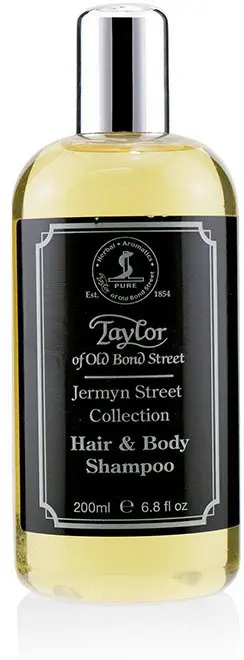 Herbal · Aromatics
PURE
Taylor
of Old Bond Street
Est. 1854
Taylor
of Old Bond Street
Jermyn Street
Collection
Hair & Body
Shampoo
200ml ℮ 6.8 fl oz